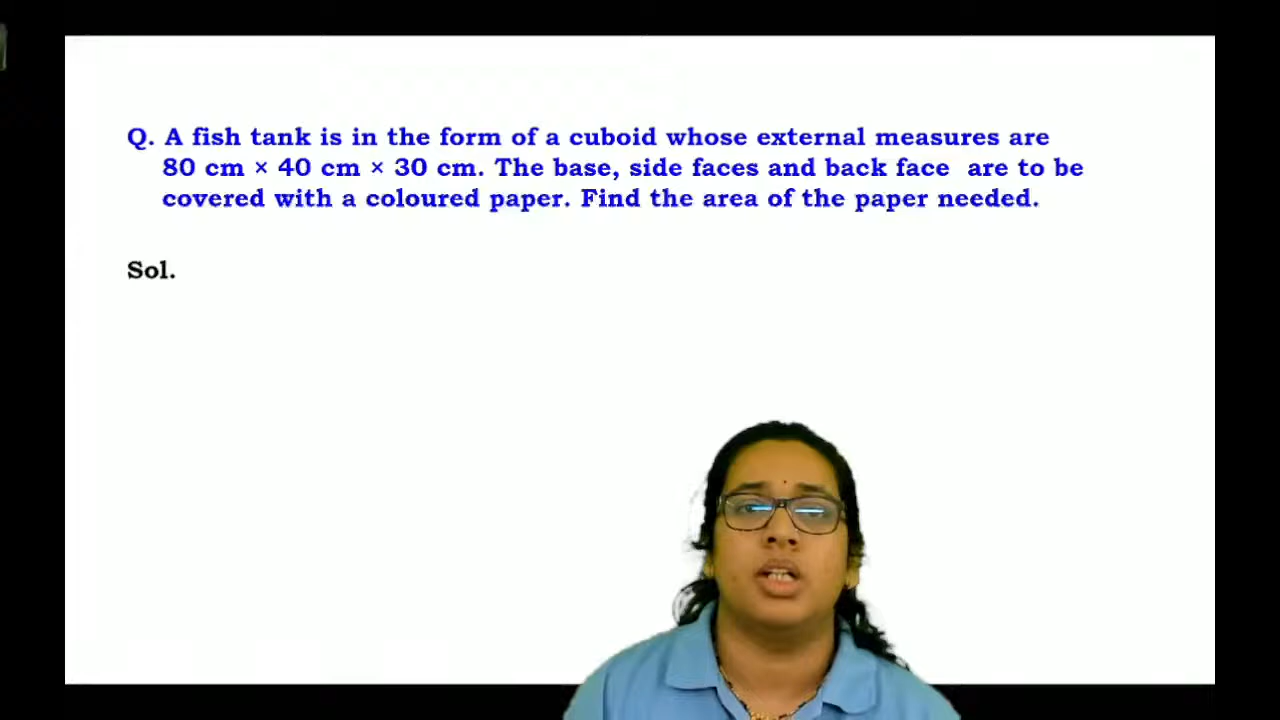 Q. A fish tank is in the form of a cuboid whose external measures are
80 cm × 40 cm × 30 cm. The base, side faces and back face are to be
covered with a coloured paper. Find the area of the paper needed.
Sol.